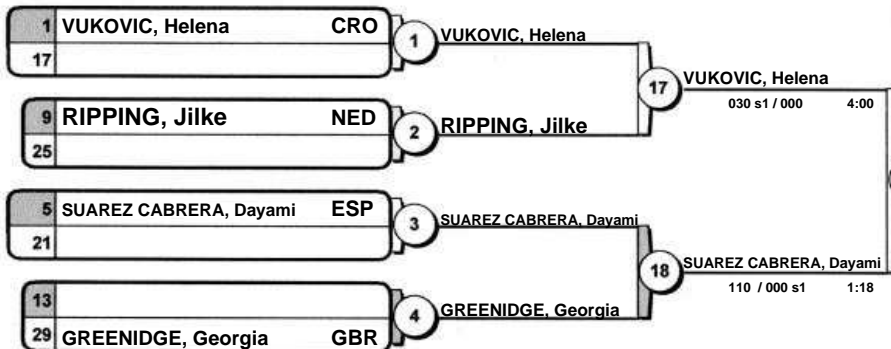 1 VUKOVIC, Helena CRO
17
1 VUKOVIC, Helena
9 RIPPING, Jilke NED
25
2 RIPPING, Jilke
17 VUKOVIC, Helena
030 s1 / 000 4:00
5 SUAREZ CABRERA, Dayami ESP
21
3 SUAREZ CABRERA, Dayami
13
29 GREENIDGE, Georgia GBR
4 GREENIDGE, Georgia
18 SUAREZ CABRERA, Dayami
110 / 000 s1 1:18